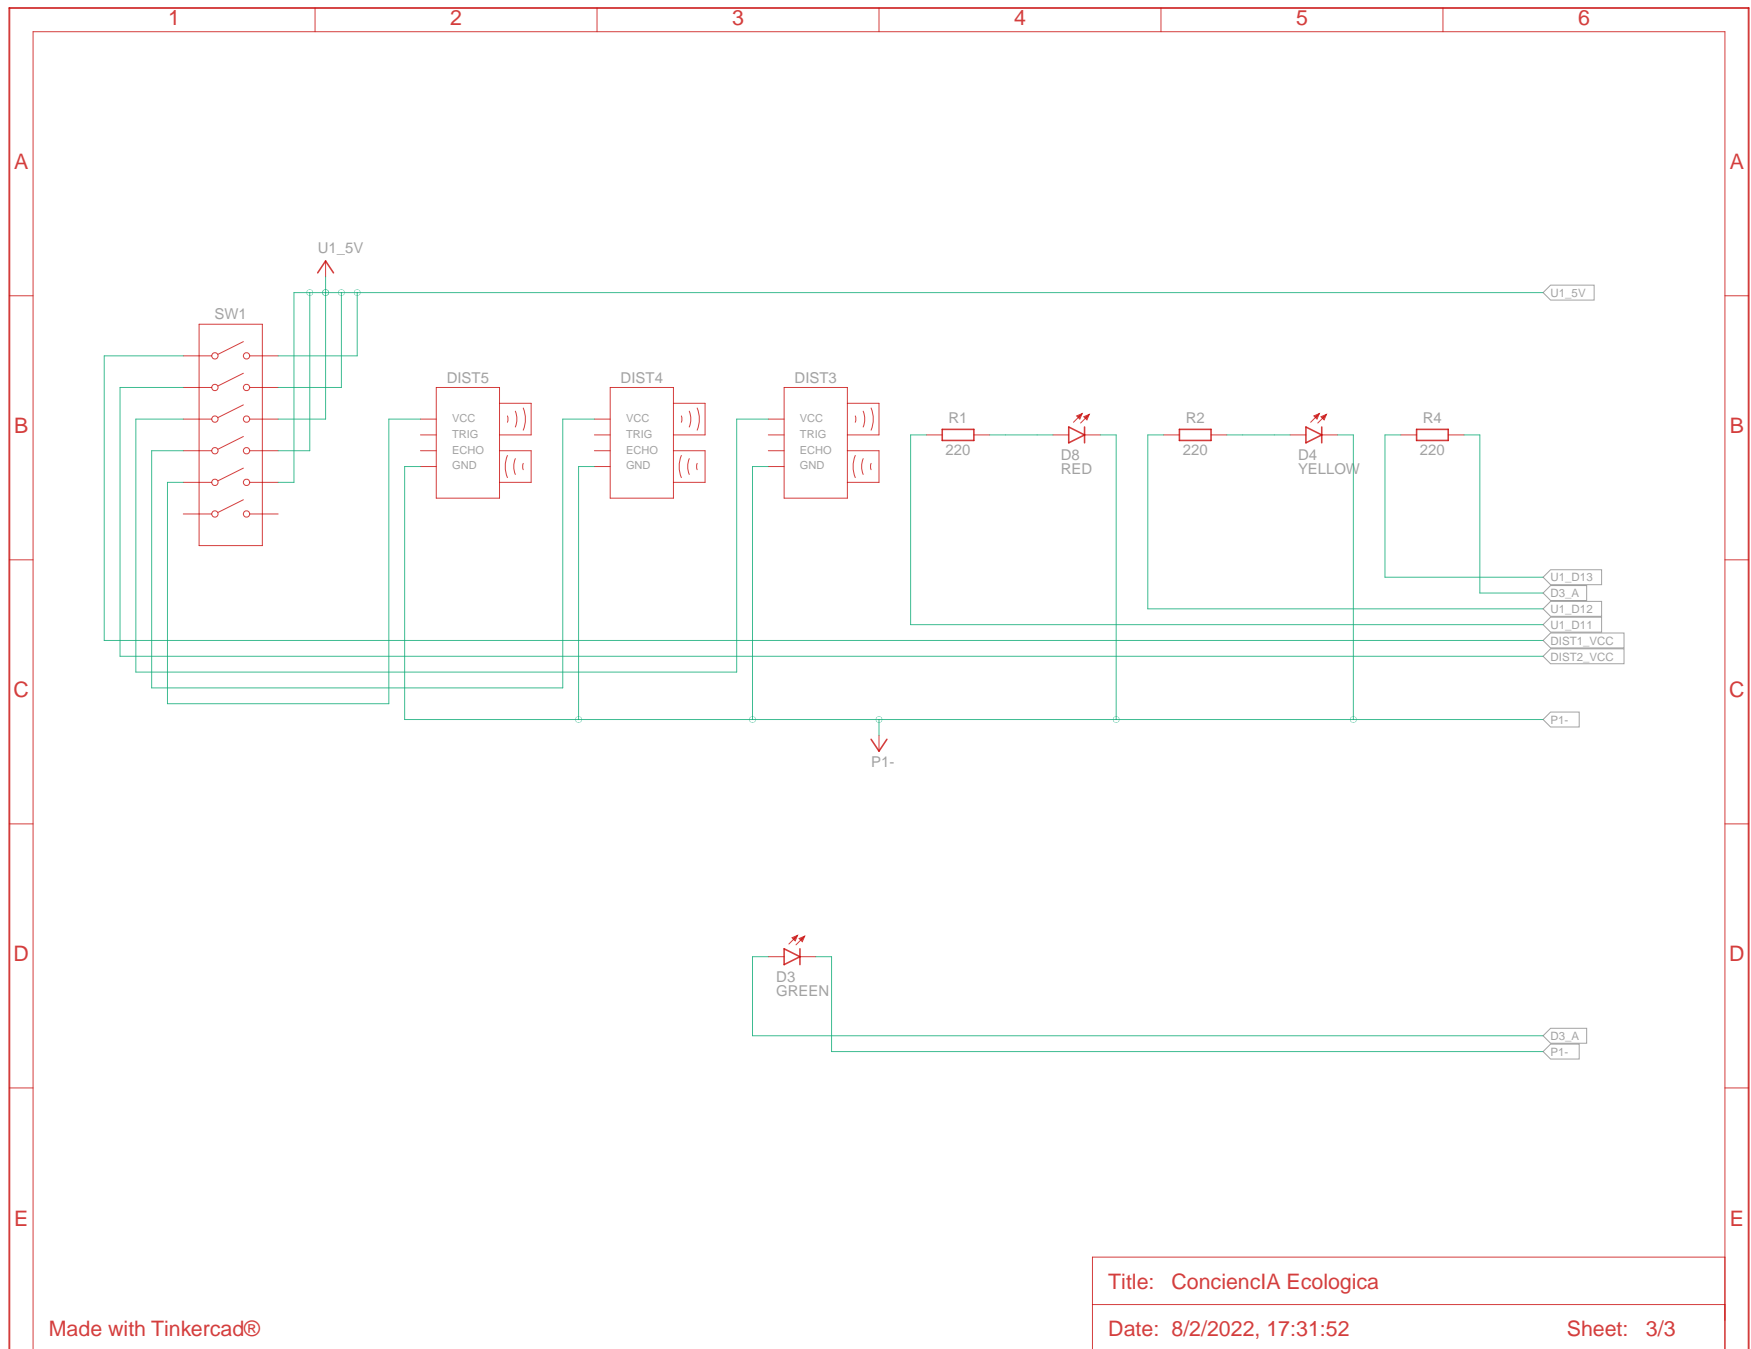 1 2 3 4 5 6
A A
U1_5V
U1_5V
SW1
DIST5 DIST4 DIST3
VCC VCC VCC R1 R2 R4
TRIG TRIG TRIG
ECHO ECHO ECHO 220 220 220
B B
GND GND GND D8 D4
RED YELLOW
U1_D13
D3_A
U1_D12
U1_D11
DIST1_VCC
DIST2_VCC
C C
P1-
P1-
D D
D3
GREEN
D3_A
P1-
E E
Title: ConciencIA Ecologica
Made with Tinkercad® Date: 8/2/2022, 17:31:52 Sheet: 3/3